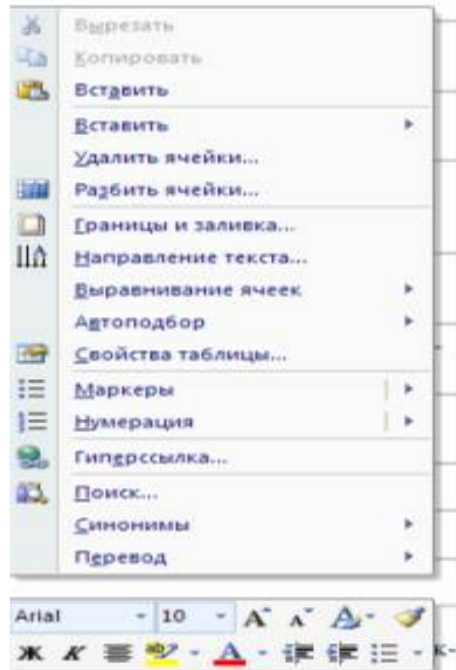 Вырезать
Копировать
Вставить
Вставить
Удалить ячейки...
Разбить ячейки...
Границы и заливка...
Направление текста...
Выравнивание ячеек
Автоподбор
Свойства таблицы...
Маркеры
Нумерация
Гиперссылка...
Поиск...
Синонимы
Перевод
Arial 10 A A A
Ж К ab A